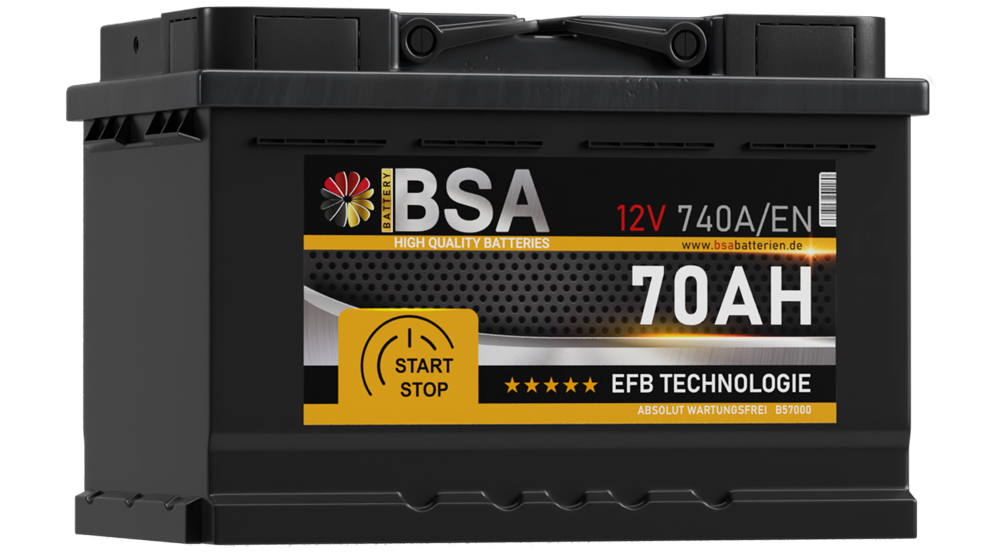 BATTERY
BSA
HIGH QUALITY BATTERIES
12V 740A/EN
www.bsabatterien.de
70AH
START
STOP
★★★★★ EFB TECHNOLOGIE
ABSOLUT WARTUNGSFREI B57000